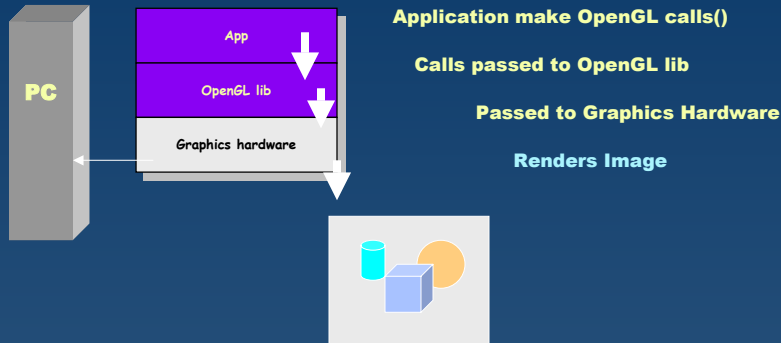 App
Application make OpenGL calls()
Calls passed to OpenGL lib
PC
OpenGL lib
Passed to Graphics Hardware
Graphics hardware
Renders Image